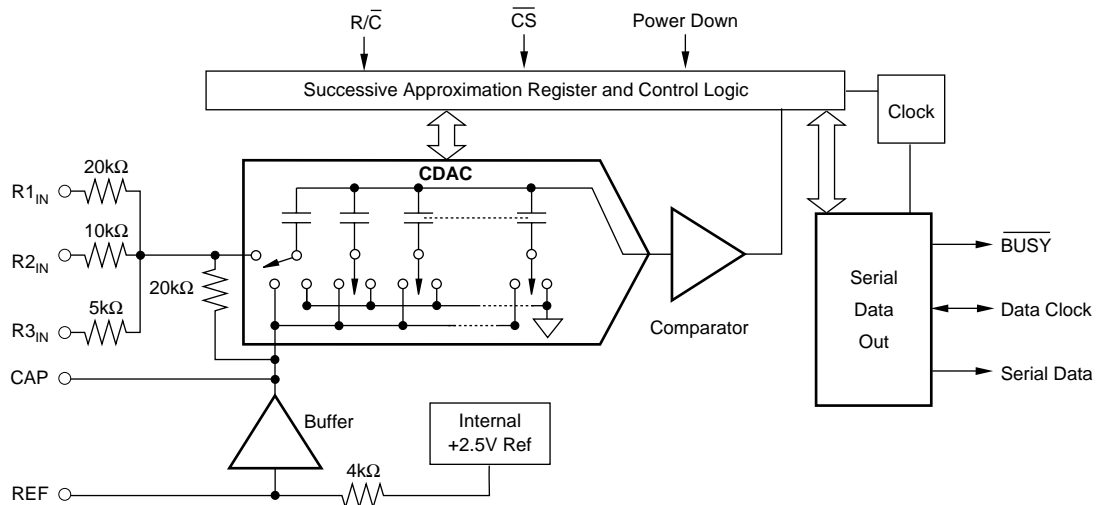 R/C̅
C̅S̅
Power Down
Successive Approximation Register and Control Logic
Clock
CDAC
20kΩ
R1IN
10kΩ
R2IN
20kΩ
5kΩ
R3IN
Comparator
Serial
Data
Out
B̅U̅S̅Y̅
Data Clock
Serial Data
CAP
Buffer
Internal
+2.5V Ref
4kΩ
REF